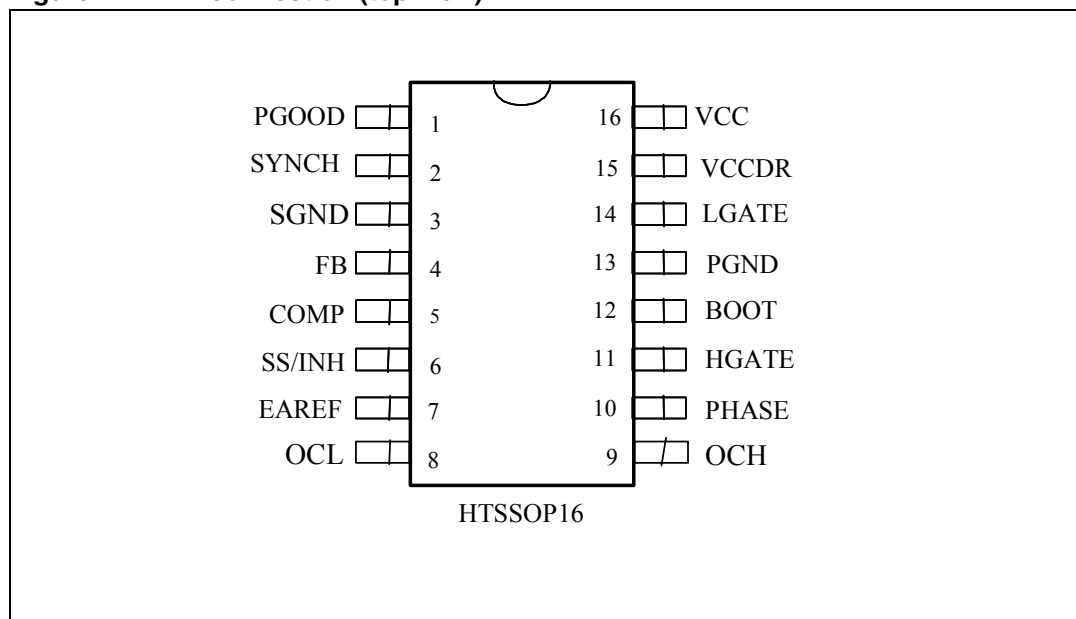 PGOOD 1 16 VCC
SYNCH 2 15 VCCDR
SGND 3 14 LGATE
FB 4 13 PGND
COMP 5 12 BOOT
SS/INH 6 11 HGATE
EAREF 7 10 PHASE
OCL 8 9 OCH
HTSSOP16